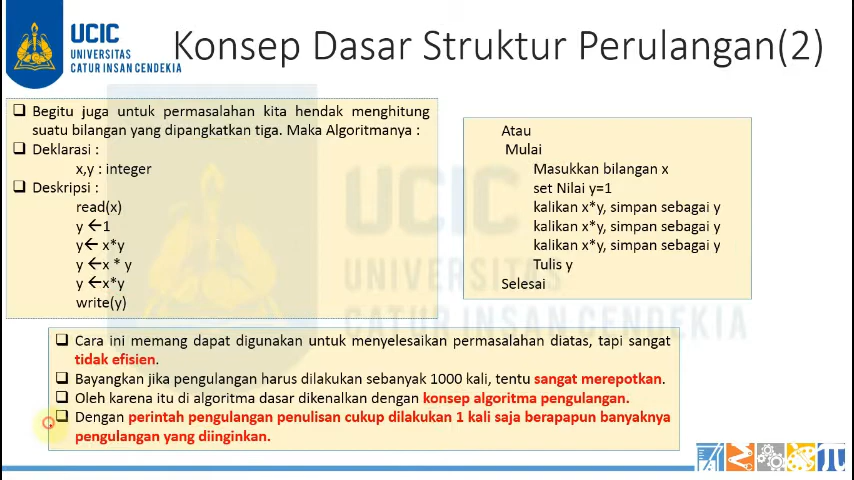 UCIC
UNIVERSITAS
CATUR INSAN CENDEKIA
Konsep Dasar Struktur Perulangan(2)
❑ Begitu juga untuk permasalahan kita hendak menghitung
suatu bilangan yang dipangkatkan tiga. Maka Algoritmanya :
❑ Deklarasi :
x,y : integer
❑ Deskripsi :
read(x)
y ←1
y← x*y
y ←x * y
y ←x*y
write(y)
Atau
Mulai
Masukkan bilangan x
set Nilai y=1
kalikan x*y, simpan sebagai y
kalikan x*y, simpan sebagai y
kalikan x*y, simpan sebagai y
Tulis y
Selesai
UCIC
UNIVERSITAS
CATUR INSAN CENDEKIA
❑ Cara ini memang dapat digunakan untuk menyelesaikan permasalahan diatas, tapi sangat
tidak efisien.
❑ Bayangkan jika pengulangan harus dilakukan sebanyak 1000 kali, tentu sangat merepotkan.
❑ Oleh karena itu di algoritma dasar dikenalkan dengan konsep algoritma pengulangan.
❑ Dengan perintah pengulangan penulisan cukup dilakukan 1 kali saja berapapun banyaknya
pengulangan yang diinginkan.